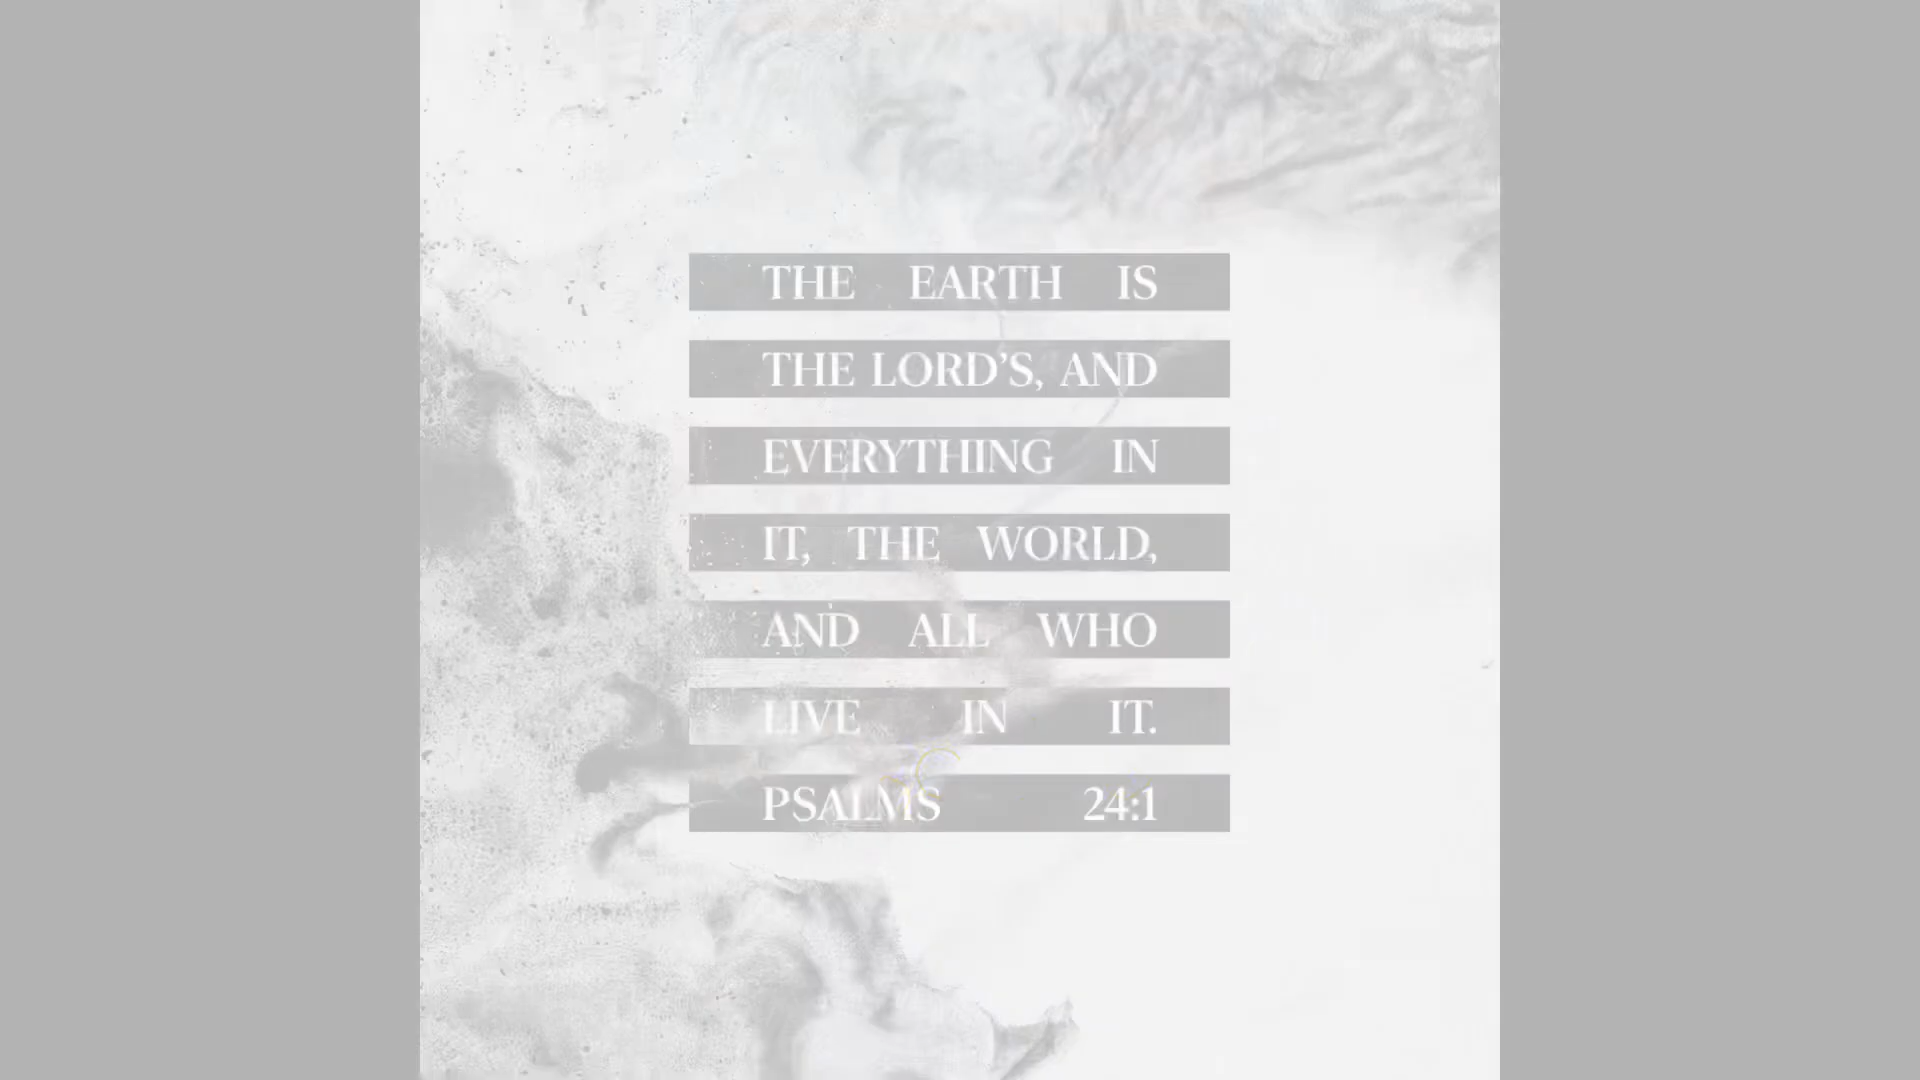 THE EARTH IS
THE LORD’S, AND
EVERYTHING IN
IT, THE WORLD,
AND ALL WHO
LIVE IN IT.
PSALMS 24:1